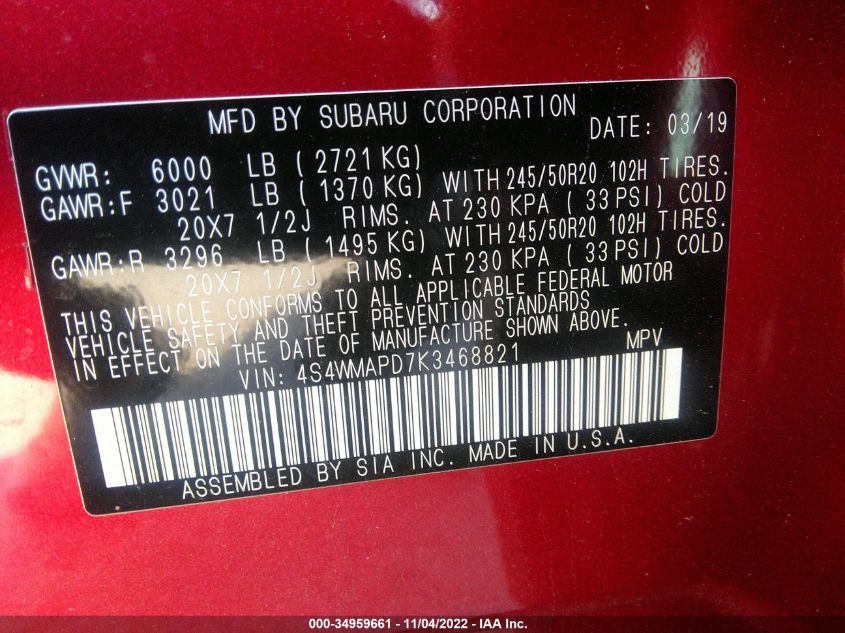 MFD BY SUBARU CORPORATION DATE: 03/19
GVWR: 6000 LB ( 2721 KG)
GAWR:F 3021 LB ( 1370 KG) WITH 245/50R20 102H TIRES.
20X7 1/2J RIMS. AT 230 KPA ( 33 PSI) COLD
GAWR:R 3296 LB ( 1495 KG) WITH 245/50R20 102H TIRES.
20X7 1/2J RIMS. AT 230 KPA ( 33 PSI) COLD
THIS VEHICLE CONFORMS TO ALL APPLICABLE FEDERAL MOTOR
VEHICLE SAFETY AND THEFT PREVENTION STANDARDS
IN EFFECT ON THE DATE OF MANUFACTURE SHOWN ABOVE.
VIN: 4S4WMAPD7K3468821 MPV
ASSEMBLED BY SIA INC. MADE IN U.S.A.
000-34959661 - 11/04/2022 - IAA Inc.